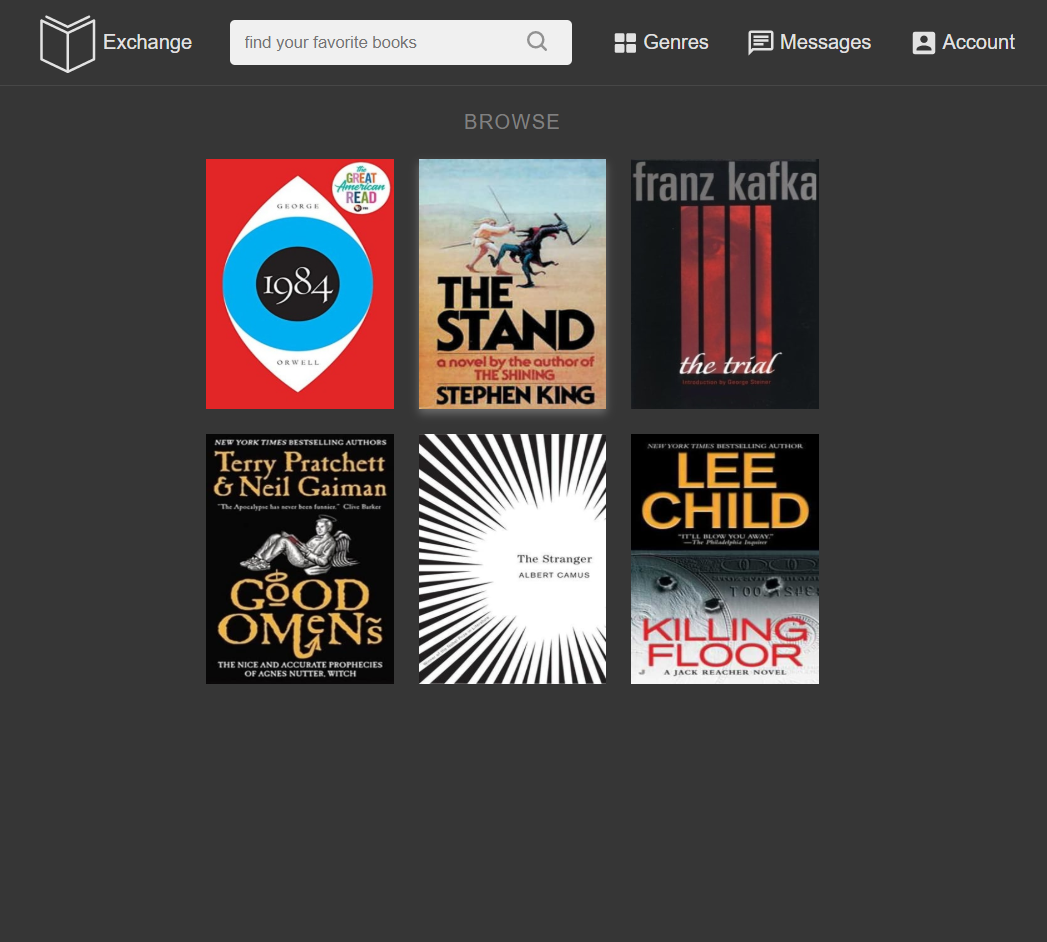 Exchange
find your favorite books
Genres
Messages
Account
BROWSE
the
GREAT
American
READ
GEORGE
1984
ORWELL
THE
STAND
a novel by the author of
THE SHINING
STEPHEN KING
franz kafka
the trial
Introduction by George Steiner
NEW YORK TIMES BESTSELLING AUTHORS
Terry Pratchett
& Neil Gaiman
"The Apocalypse has never been funnier." Clive Barker
GOOD
OMENS
THE NICE AND ACCURATE PROPHECIES
OF AGNES NUTTER, WITCH
The Stranger
ALBERT CAMUS
NEW YORK TIMES BESTSELLING AUTHOR
LEE
CHILD
"IT'LL BLOW YOU AWAY."
—The Philadelphia Inquirer
KILLING
FLOOR
A JACK REACHER NOVEL